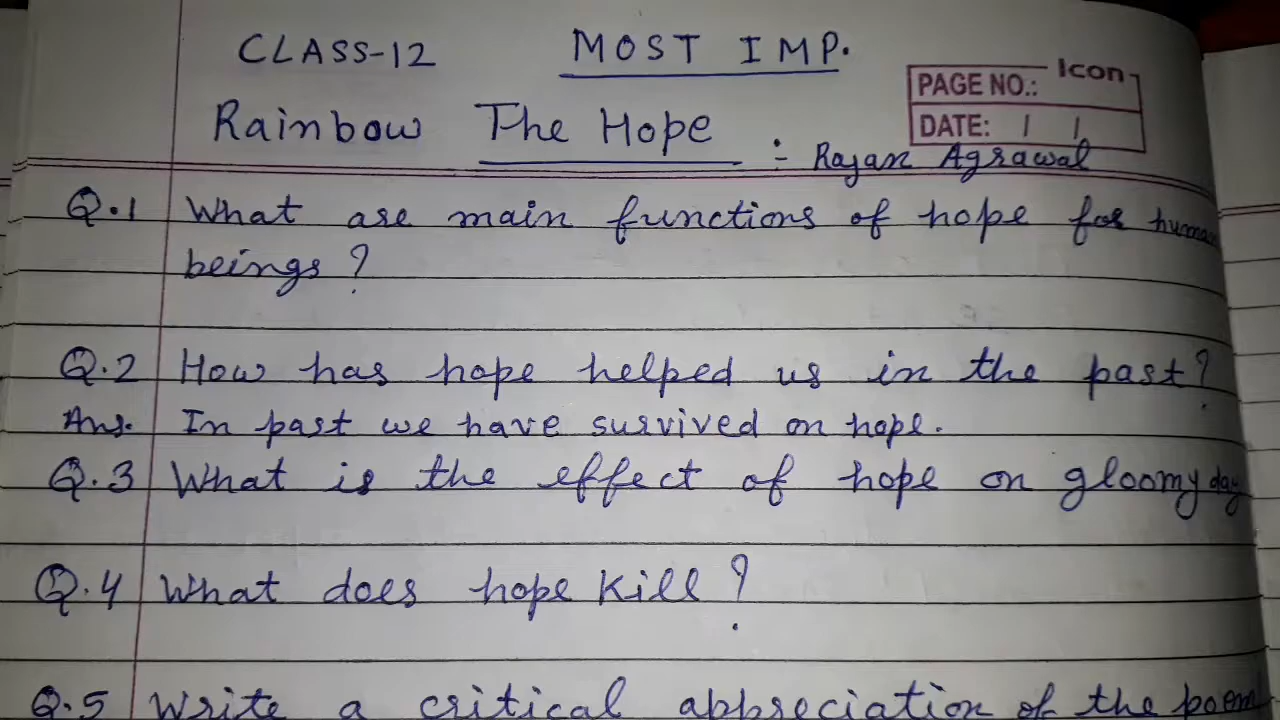 CLASS-12 MOST IMP.
Icon
PAGE NO.:
Rainbow The Hope
DATE: / /
:- Rajan Agrawal
Q.1 What are main functions of hope for human
beings ?
Q.2 How has hope helped us in the past?
Ans. In past we have survived on hope.
Q.3 What is the effect of hope on gloomy day
Q.4 What does hope kill ?
Q.5 Write a critical appreciation of the poem